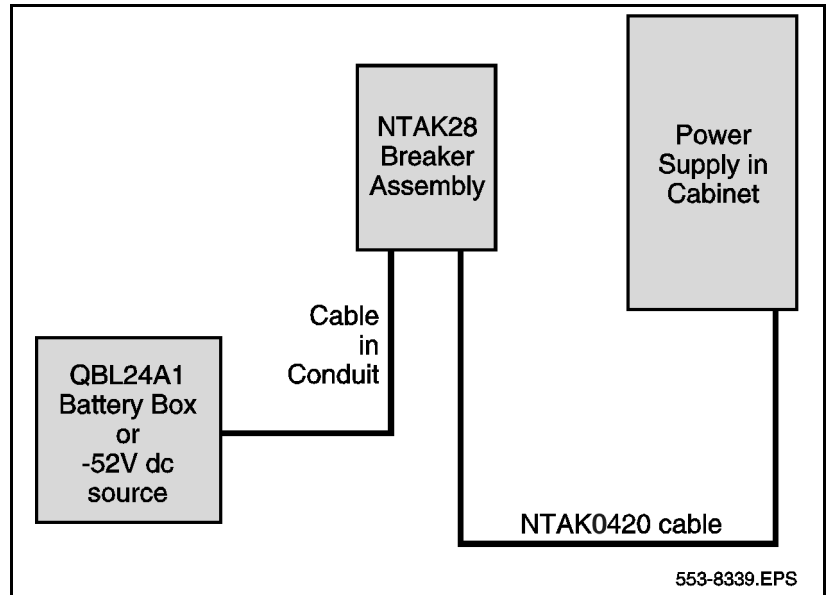 NTAK28
Breaker
Assembly
Power
Supply in
Cabinet
Cable
in
Conduit
QBL24A1
Battery Box
or
-52V dc
source
NTAK0420 cable
553-8339.EPS